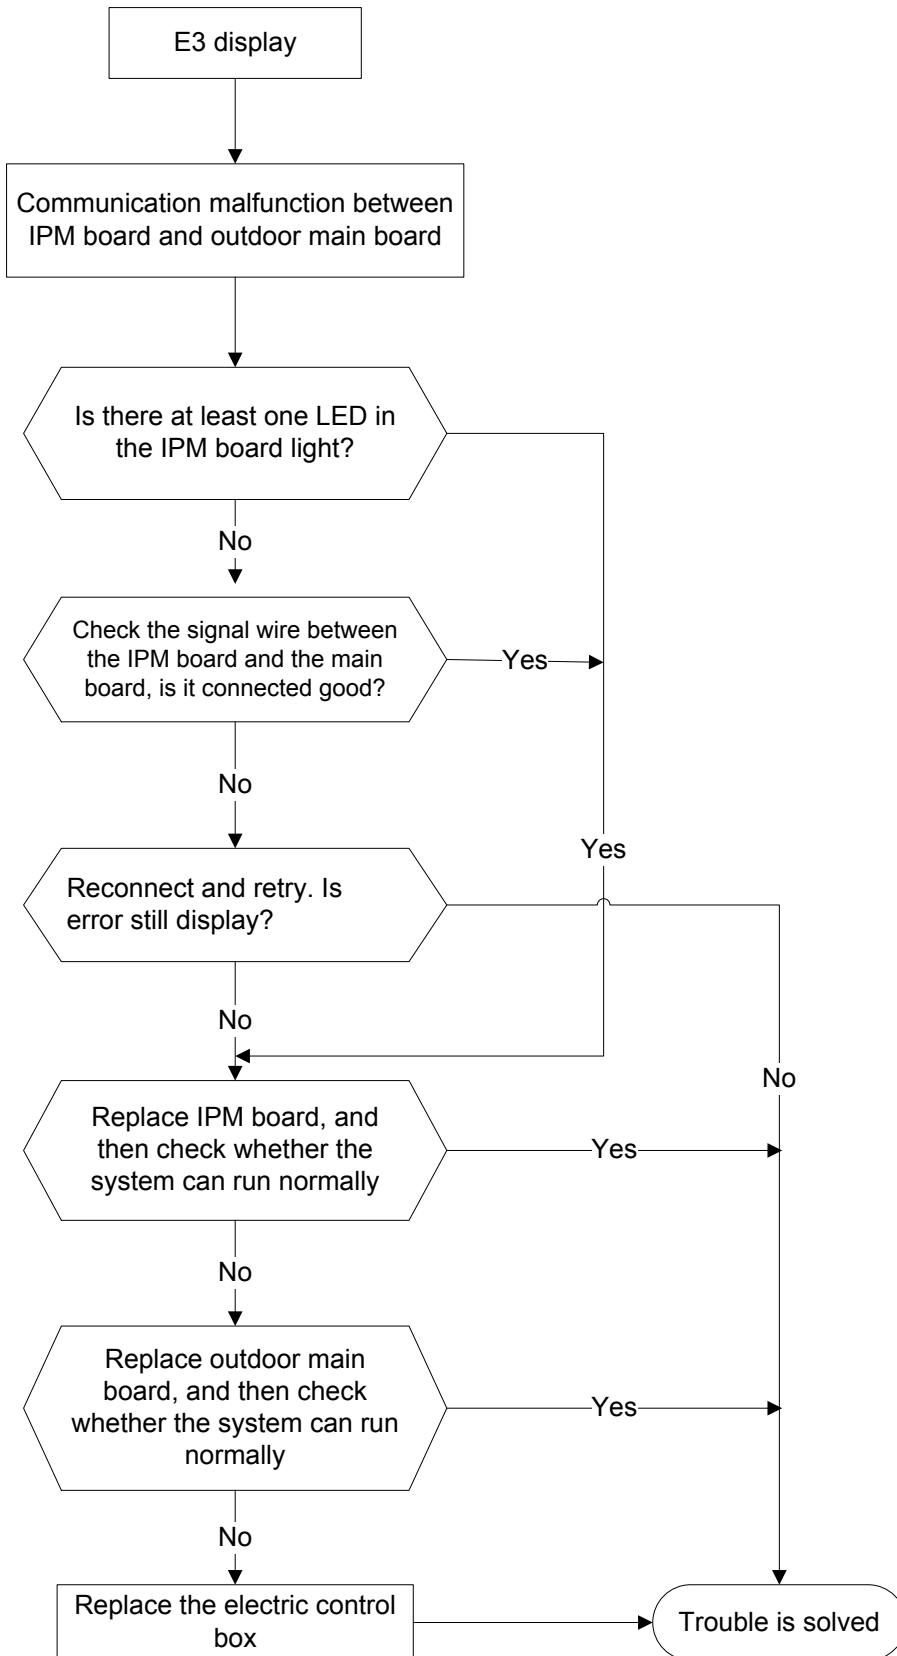 E3 display
Communication malfunction between
IPM board and outdoor main board
Is there at least one LED in
the IPM board light?
No
Check the signal wire between
the IPM board and the main
board, is it connected good?
Yes
No
Yes
Reconnect and retry. Is
error still display?
No
No
Replace IPM board, and
then check whether the
system can run normally
Yes
No
Replace outdoor main
board, and then check
whether the system can run
normally
Yes
No
Replace the electric control
box
Trouble is solved